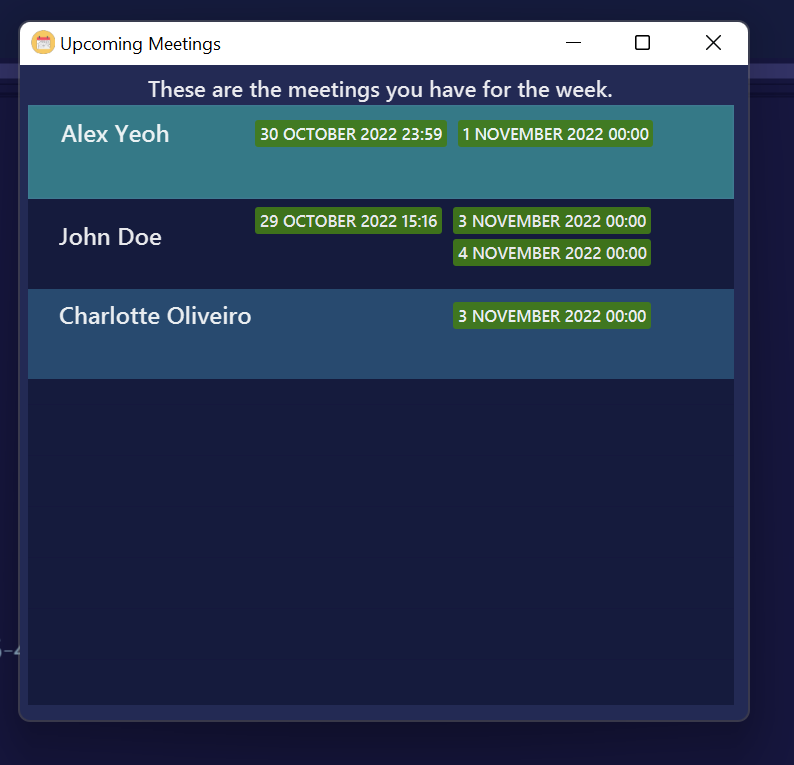 Upcoming Meetings
These are the meetings you have for the week.
Alex Yeoh 30 OCTOBER 2022 23:59 1 NOVEMBER 2022 00:00
29 OCTOBER 2022 15:16 3 NOVEMBER 2022 00:00
John Doe
4 NOVEMBER 2022 00:00
Charlotte Oliveiro 3 NOVEMBER 2022 00:00